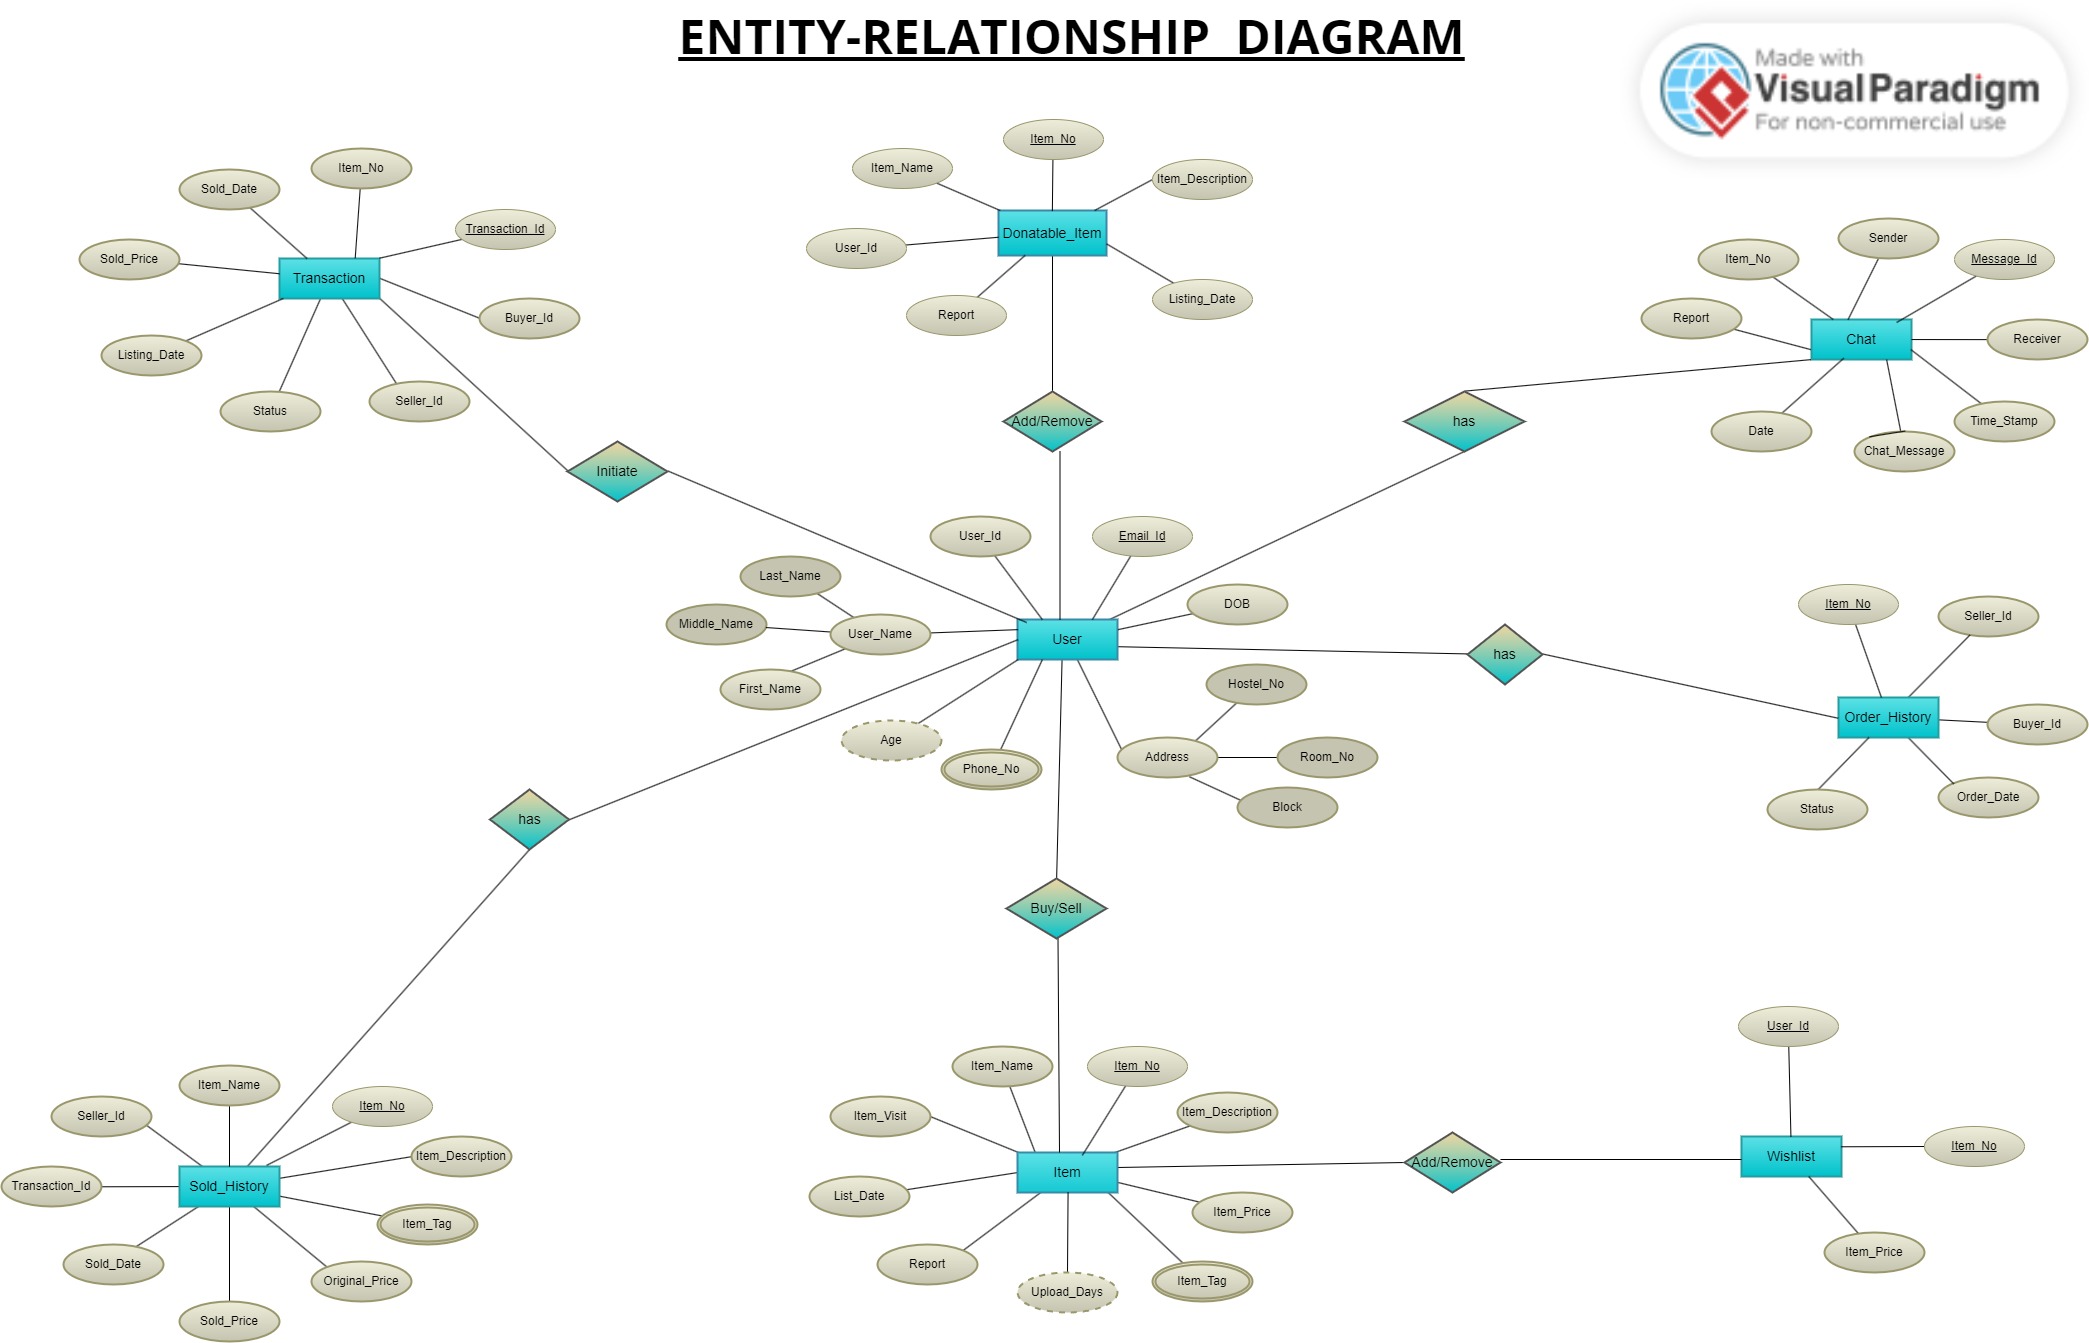 ENTITY-RELATIONSHIP DIAGRAM
Made with
Visual Paradigm
For non-commercial use
Item_No
Sold_Date
Transaction_Id
Sold_Price
Transaction
Buyer_Id
Listing_Date
Seller_Id
Status
Initiate
Item_No
Item_Name
Item_Description
Donatable_Item
User_Id
Listing_Date
Report
Add/Remove
Sender
Item_No
Message_Id
Report
Chat
Receiver
Time_Stamp
Date
Chat_Message
has
User_Id
Email_Id
Last_Name
DOB
Middle_Name
User_Name
User
First_Name
Hostel_No
Age
Phone_No
Address
Room_No
Block
has
Item_No
Seller_Id
Order_History
Buyer_Id
Order_Date
Status
has
Buy/Sell
Item_Name
Item_No
Seller_Id
Item_Description
Transaction_Id
Sold_History
Item_Tag
Sold_Date
Original_Price
Sold_Price
Item_Name
Item_No
Item_Visit
Item_Description
Item
List_Date
Item_Price
Report
Item_Tag
Upload_Days
Add/Remove
User_Id
Wishlist
Item_No
Item_Price